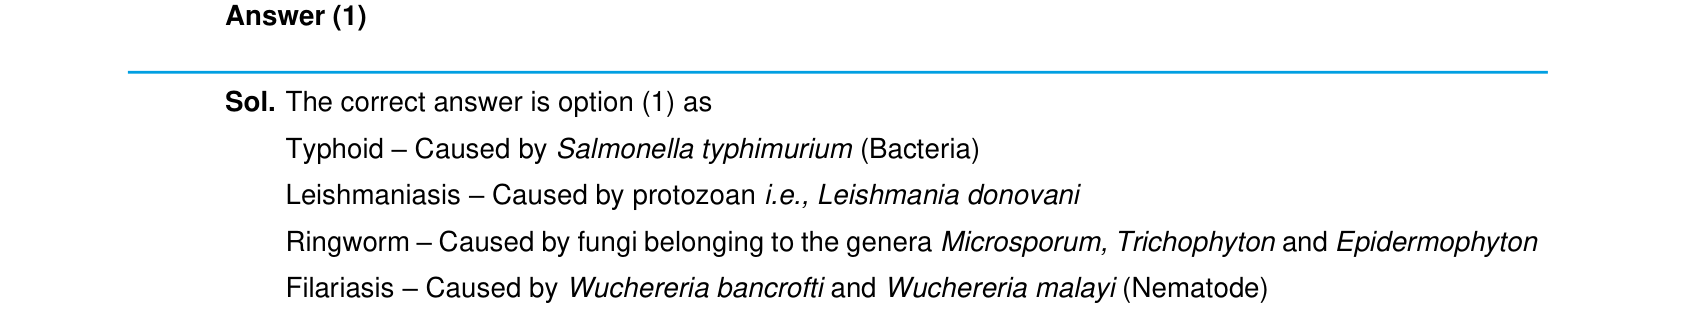 Answer (1)
Sol. The correct answer is option (1) as
Typhoid – Caused by Salmonella typhimurium (Bacteria)
Leishmaniasis – Caused by protozoan i.e., Leishmania donovani
Ringworm – Caused by fungi belonging to the genera Microsporum, Trichophyton and Epidermophyton
Filariasis – Caused by Wuchereria bancrofti and Wuchereria malayi (Nematode)